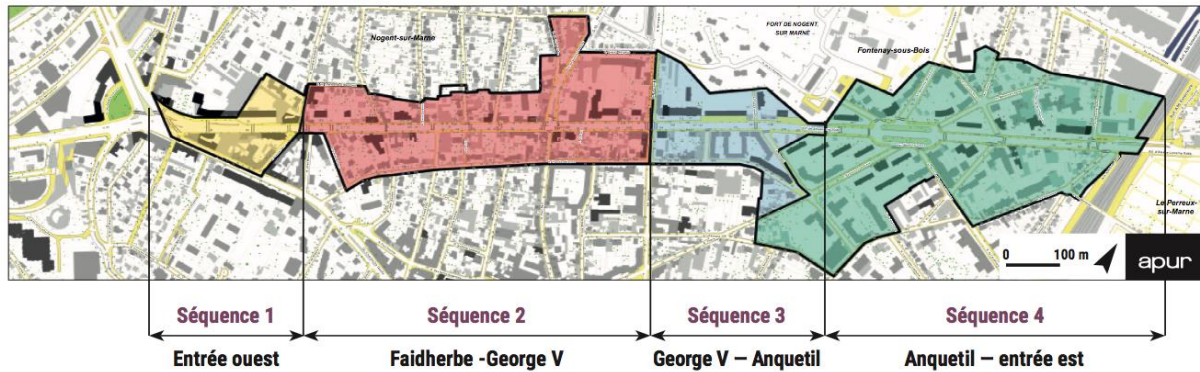 Nogent-sur-Marne
FORT DE NOGENT
SUR MARNE
Fontenay-sous-Bois
Le Perreux-
sur-Marne
0 100 m
apur
Séquence 1
Séquence 2
Séquence 3
Séquence 4
Entrée ouest
Faidherbe -George V
George V – Anquetil
Anquetil – entrée est